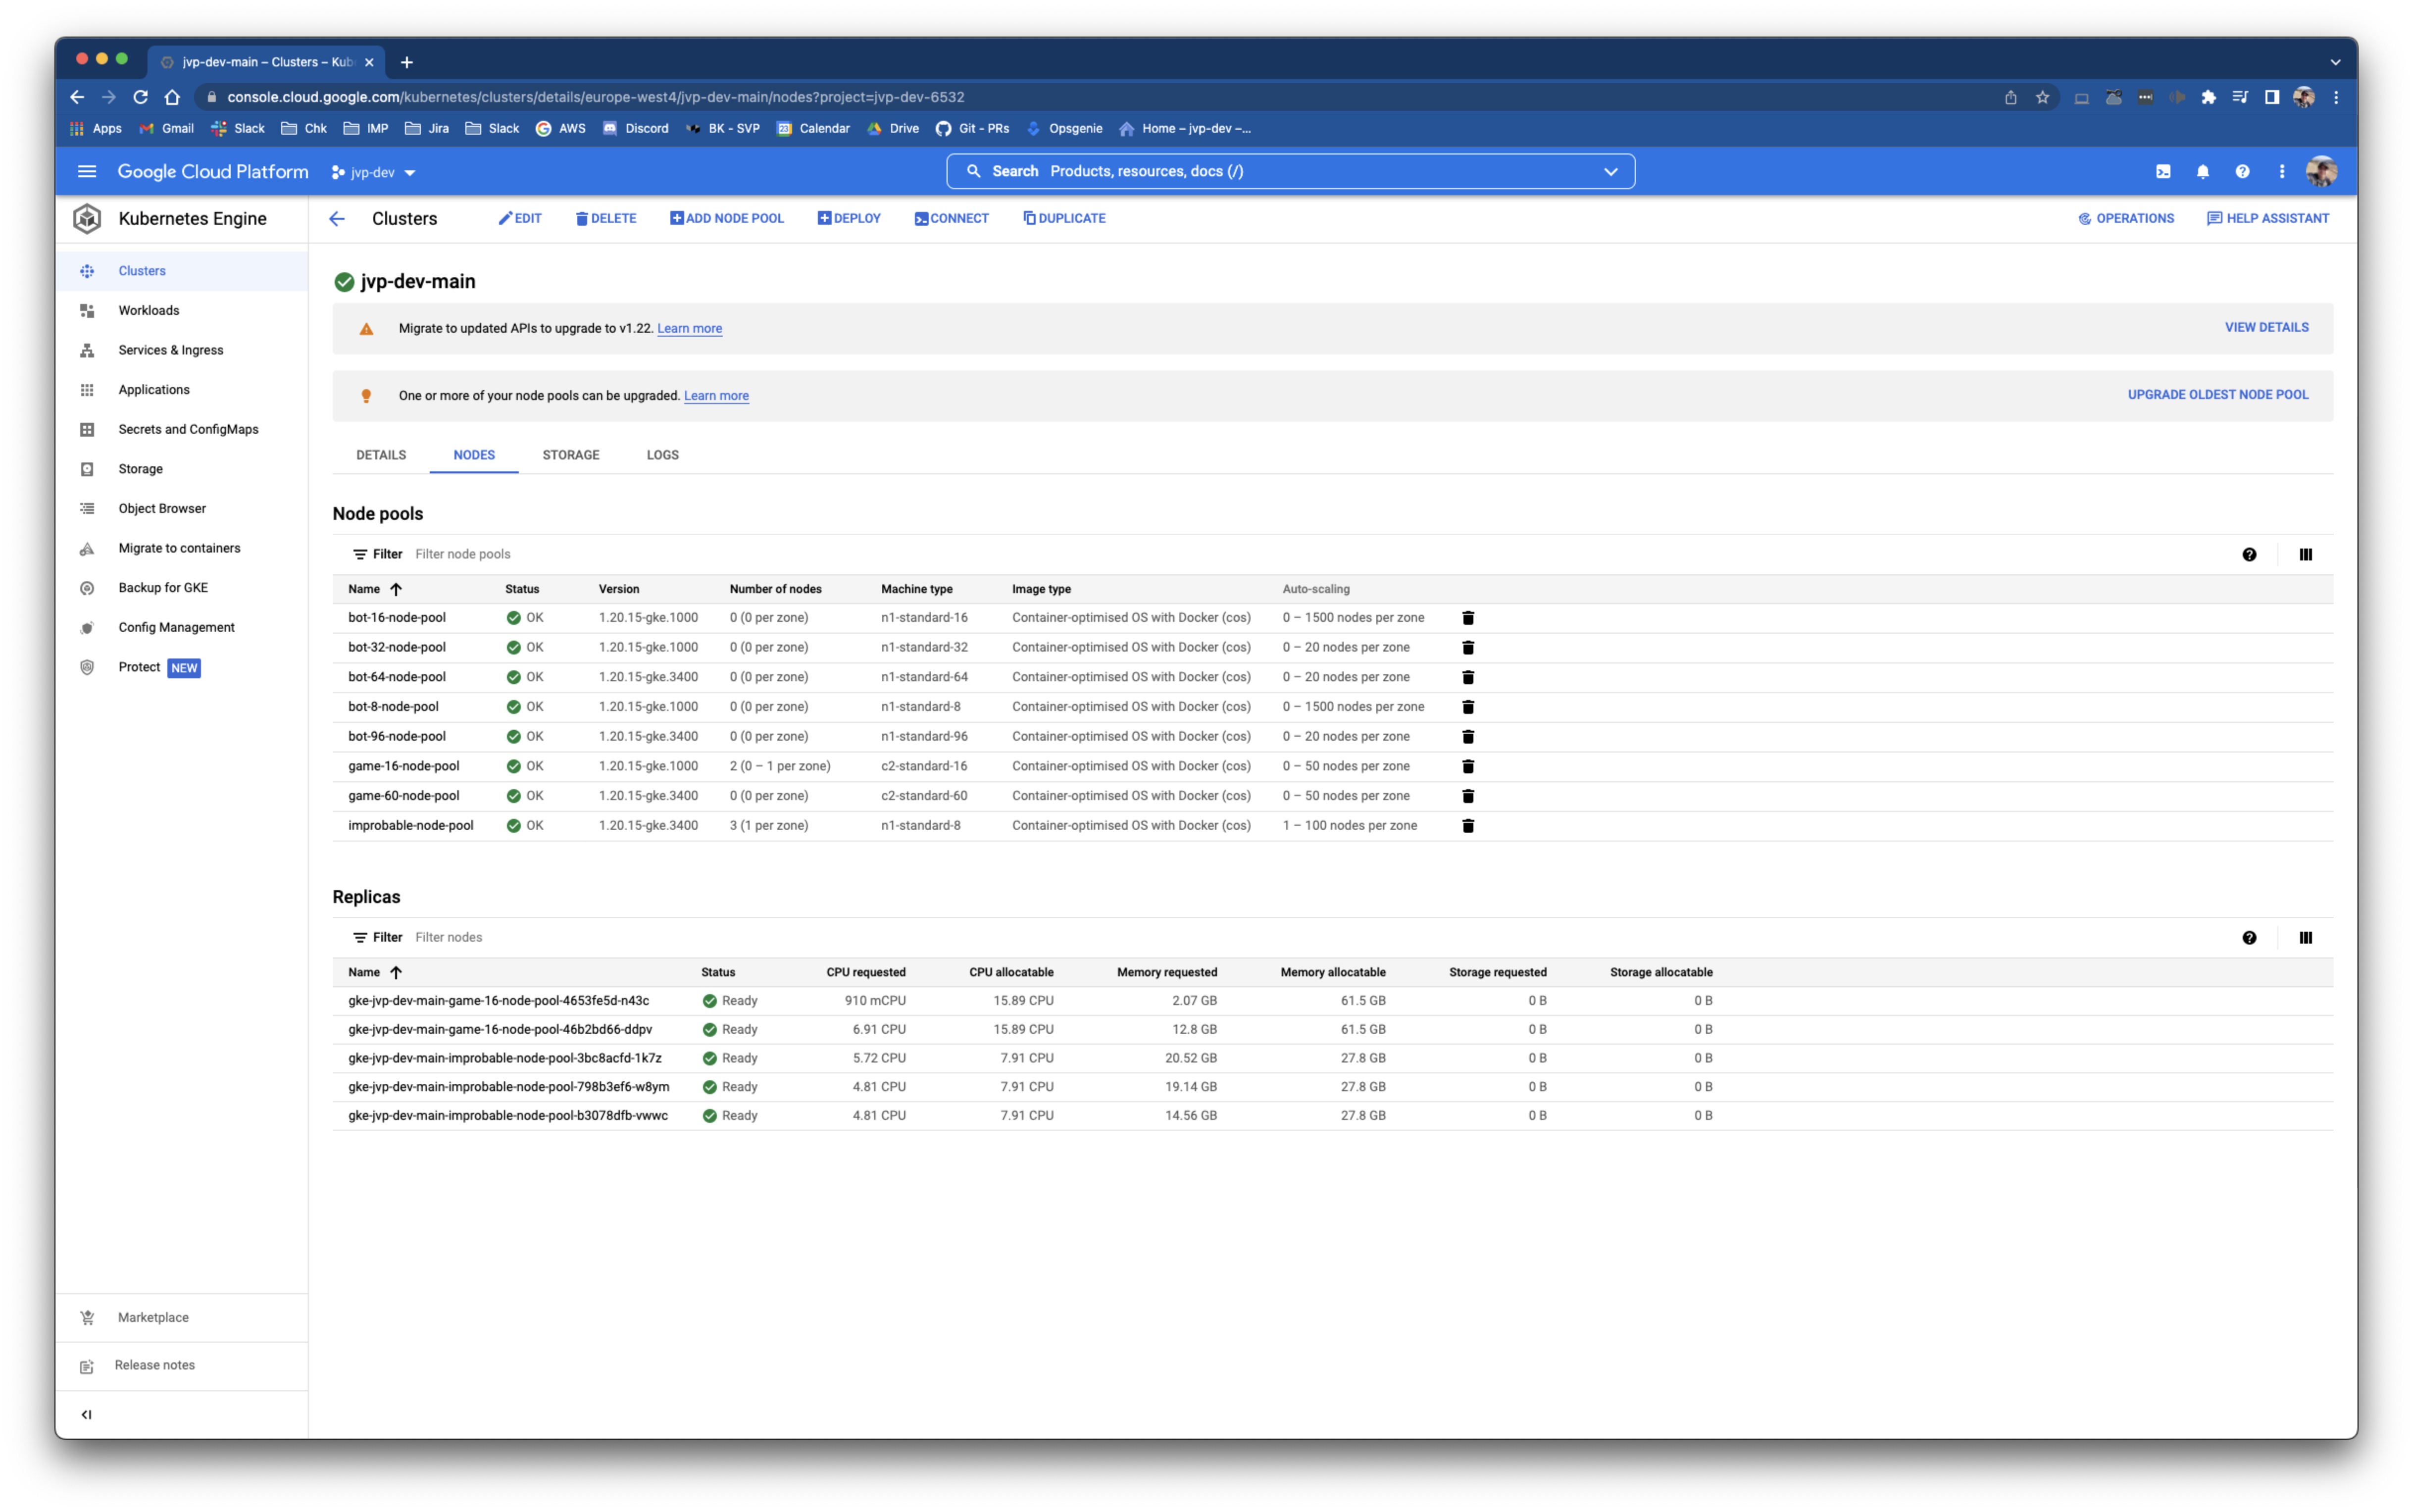 jvp-dev-main – Clusters – Kub
console.cloud.google.com/kubernetes/clusters/details/europe-west4/jvp-dev-main/nodes?project=jvp-dev-6532
Apps Gmail Slack Chk IMP Jira Slack AWS Discord BK - SVP Calendar Drive Git - PRs Opsgenie Home – jvp-dev –...
Google Cloud Platform jvp-dev Search Products, resources, docs (/)
Kubernetes Engine
Clusters EDIT DELETE ADD NODE POOL DEPLOY CONNECT DUPLICATE OPERATIONS HELP ASSISTANT
Clusters
Workloads
Services & Ingress
Applications
Secrets and ConfigMaps
Storage
Object Browser
Migrate to containers
Backup for GKE
Config Management
Protect NEW
Marketplace
Release notes
jvp-dev-main
Migrate to updated APIs to upgrade to v1.22. Learn more VIEW DETAILS
One or more of your node pools can be upgraded. Learn more UPGRADE OLDEST NODE POOL
DETAILS NODES STORAGE LOGS
Node pools
Filter Filter node pools
Name Status Version Number of nodes Machine type Image type Auto-scaling
bot-16-node-pool OK 1.20.15-gke.1000 0 (0 per zone) n1-standard-16 Container-optimised OS with Docker (cos) 0 – 1500 nodes per zone
bot-32-node-pool OK 1.20.15-gke.1000 0 (0 per zone) n1-standard-32 Container-optimised OS with Docker (cos) 0 – 20 nodes per zone
bot-64-node-pool OK 1.20.15-gke.3400 0 (0 per zone) n1-standard-64 Container-optimised OS with Docker (cos) 0 – 20 nodes per zone
bot-8-node-pool OK 1.20.15-gke.1000 0 (0 per zone) n1-standard-8 Container-optimised OS with Docker (cos) 0 – 1500 nodes per zone
bot-96-node-pool OK 1.20.15-gke.3400 0 (0 per zone) n1-standard-96 Container-optimised OS with Docker (cos) 0 – 20 nodes per zone
game-16-node-pool OK 1.20.15-gke.1000 2 (0 – 1 per zone) c2-standard-16 Container-optimised OS with Docker (cos) 0 – 50 nodes per zone
game-60-node-pool OK 1.20.15-gke.3400 0 (0 per zone) c2-standard-60 Container-optimised OS with Docker (cos) 0 – 50 nodes per zone
improbable-node-pool OK 1.20.15-gke.3400 3 (1 per zone) n1-standard-8 Container-optimised OS with Docker (cos) 1 – 100 nodes per zone
Replicas
Filter Filter nodes
Name Status CPU requested CPU allocatable Memory requested Memory allocatable Storage requested Storage allocatable
gke-jvp-dev-main-game-16-node-pool-4653fe5d-n43c Ready 910 mCPU 15.89 CPU 2.07 GB 61.5 GB 0 B 0 B
gke-jvp-dev-main-game-16-node-pool-46b2bd66-ddpv Ready 6.91 CPU 15.89 CPU 12.8 GB 61.5 GB 0 B 0 B
gke-jvp-dev-main-improbable-node-pool-3bc8acfd-1k7z Ready 5.72 CPU 7.91 CPU 20.52 GB 27.8 GB 0 B 0 B
gke-jvp-dev-main-improbable-node-pool-798b3ef6-w8ym Ready 4.81 CPU 7.91 CPU 19.14 GB 27.8 GB 0 B 0 B
gke-jvp-dev-main-improbable-node-pool-b3078dfb-vwwc Ready 4.81 CPU 7.91 CPU 14.56 GB 27.8 GB 0 B 0 B